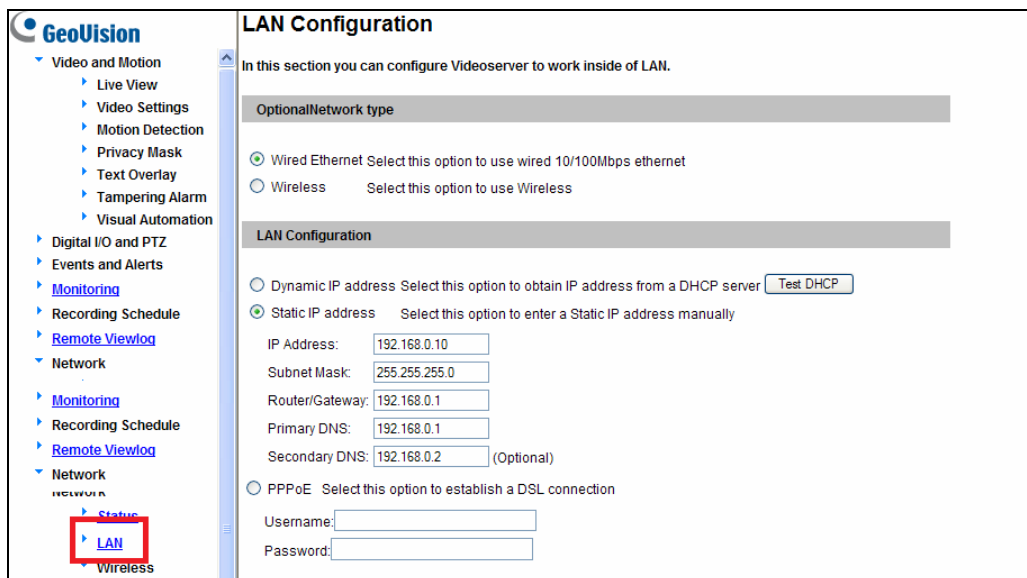 GeoVision
Video and Motion
Live View
Video Settings
Motion Detection
Privacy Mask
Text Overlay
Tampering Alarm
Visual Automation
Digital I/O and PTZ
Events and Alerts
Monitoring
Recording Schedule
Remote Viewlog
Network
Monitoring
Recording Schedule
Remote Viewlog
Network
Network
Status
LAN
Wireless
LAN Configuration
In this section you can configure Videoserver to work inside of LAN.
OptionalNetwork type
Wired Ethernet Select this option to use wired 10/100Mbps ethernet
Wireless Select this option to use Wireless
LAN Configuration
Dynamic IP address Select this option to obtain IP address from a DHCP server Test DHCP
Static IP address Select this option to enter a Static IP address manually
IP Address: 192.168.0.10
Subnet Mask: 255.255.255.0
Router/Gateway: 192.168.0.1
Primary DNS: 192.168.0.1
Secondary DNS: 192.168.0.2 (Optional)
PPPoE Select this option to establish a DSL connection
Username:
Password: